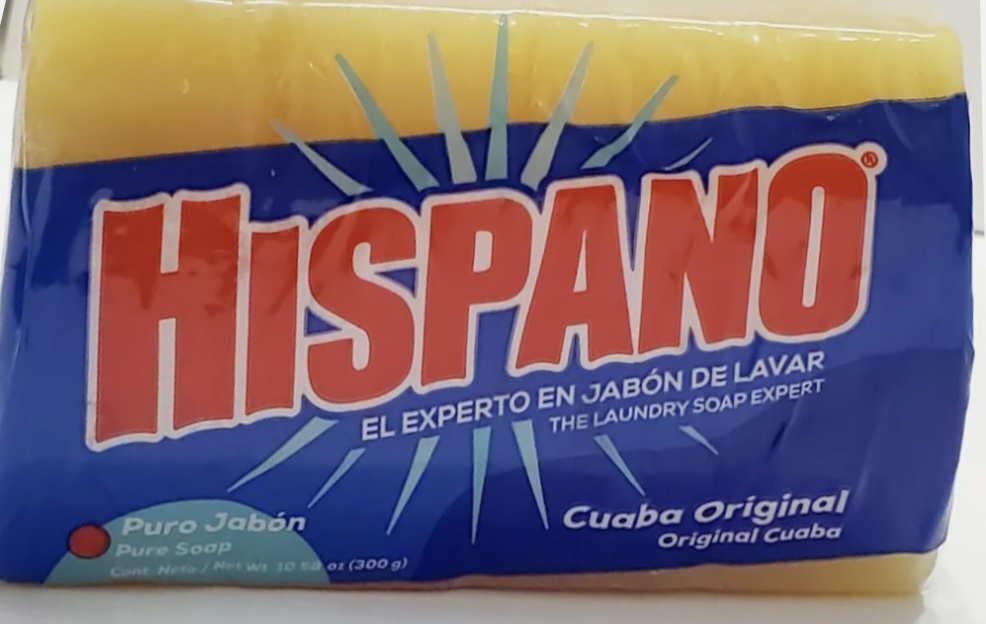 HISPANO®
EL EXPERTO EN JABÓN DE LAVAR
THE LAUNDRY SOAP EXPERT
Puro Jabón
Pure Soap
Cont. Neto / Net Wt 10.58 oz (300 g)
Cuaba Original
Original Cuaba